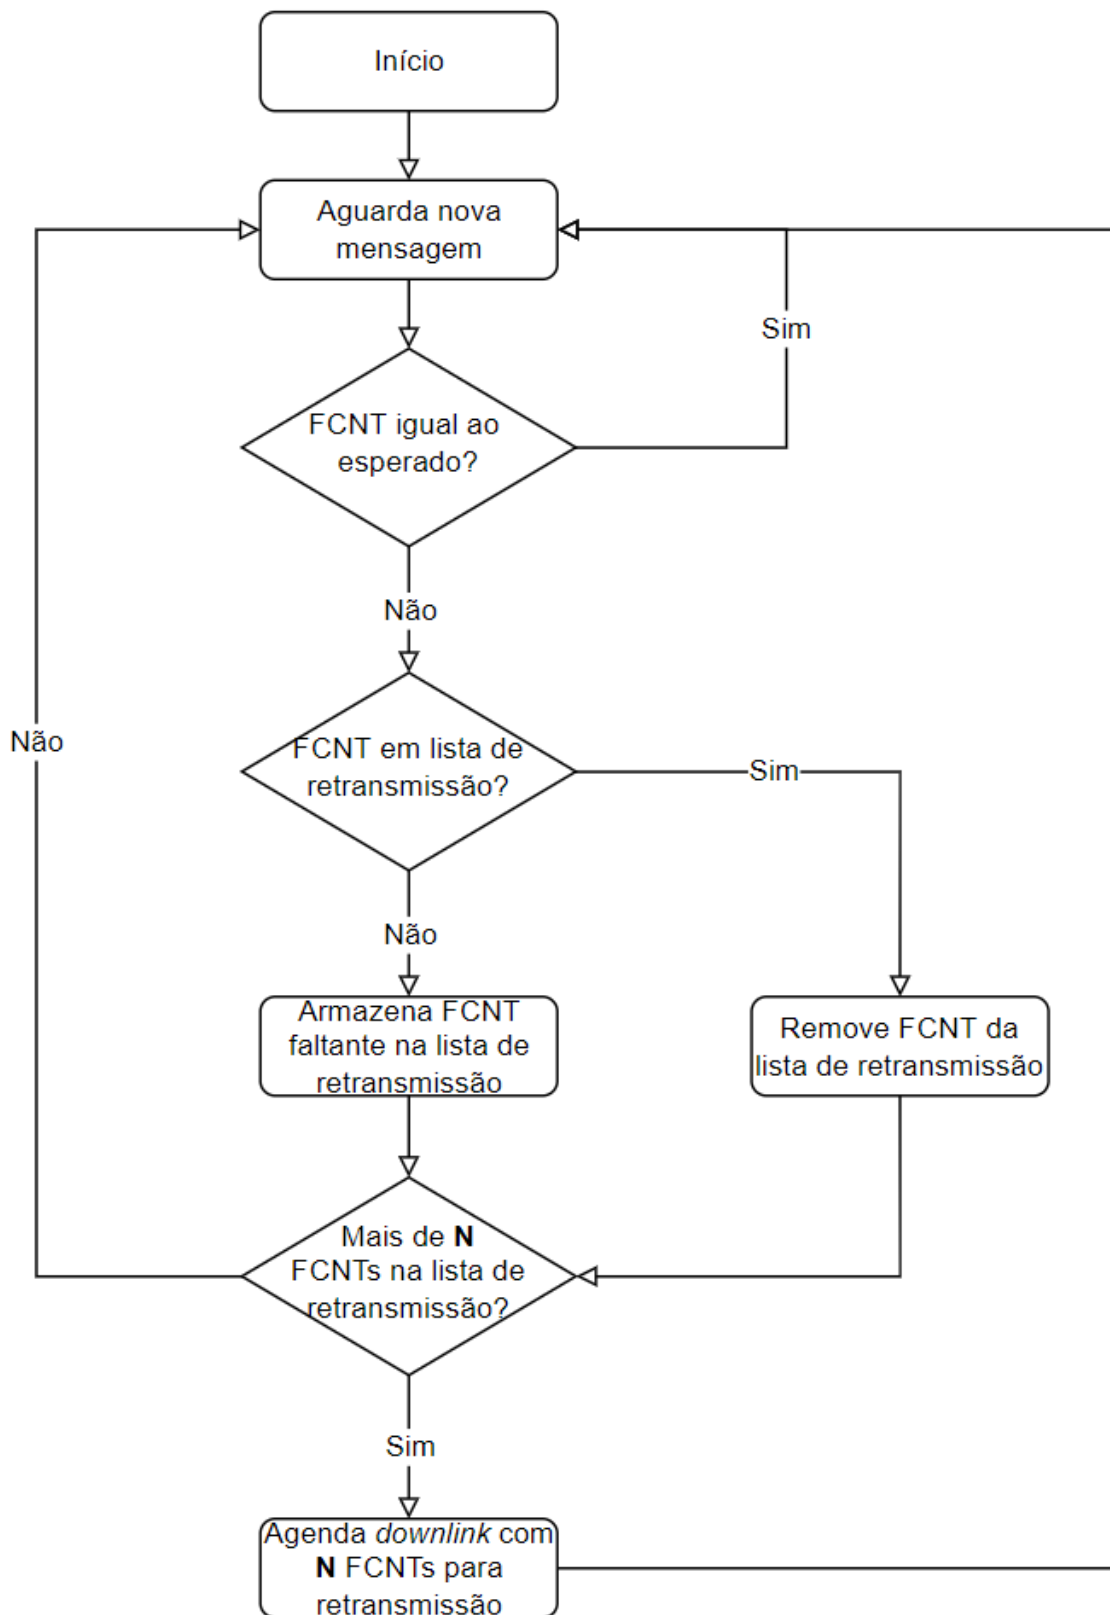 Início
Aguarda nova
mensagem
Sim
FCNT igual ao
esperado?
Não
FCNT em lista de
retransmissão?
Sim
Não
Não
Armazena FCNT
faltante na lista de
retransmissão
Remove FCNT da
lista de retransmissão
Mais de N
FCNTs na lista de
retransmissão?
Sim
Agenda downlink com
N FCNTs para
retransmissão